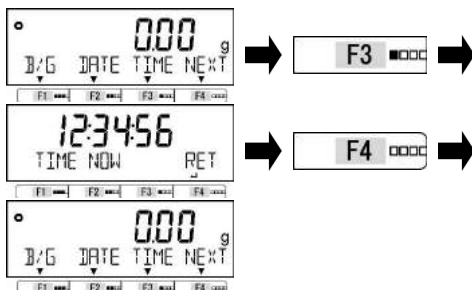 0.00 g
B/G DATE TIME NEXT
F3
F1 F2 F3 F4
12:34:56
TIME NOW RET
F4
F1 F2 F3 F4
0.00 g
B/G DATE TIME NEXT
F1 F2 F3 F4